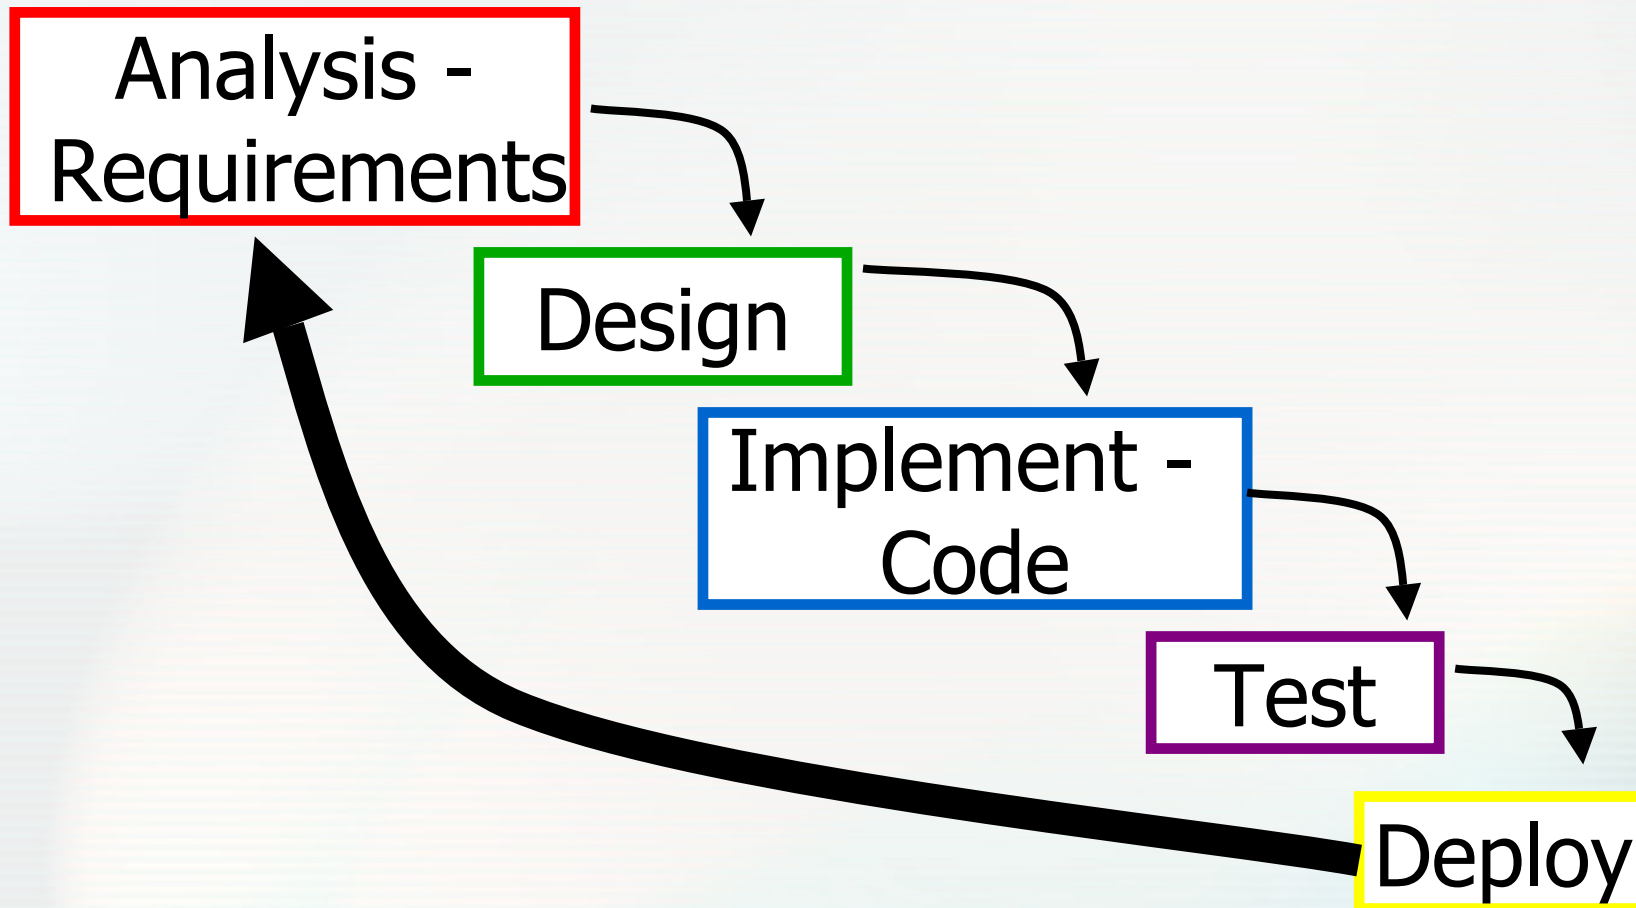 Analysis -
Requirements
Design
Implement -
Code
Test
Deploy